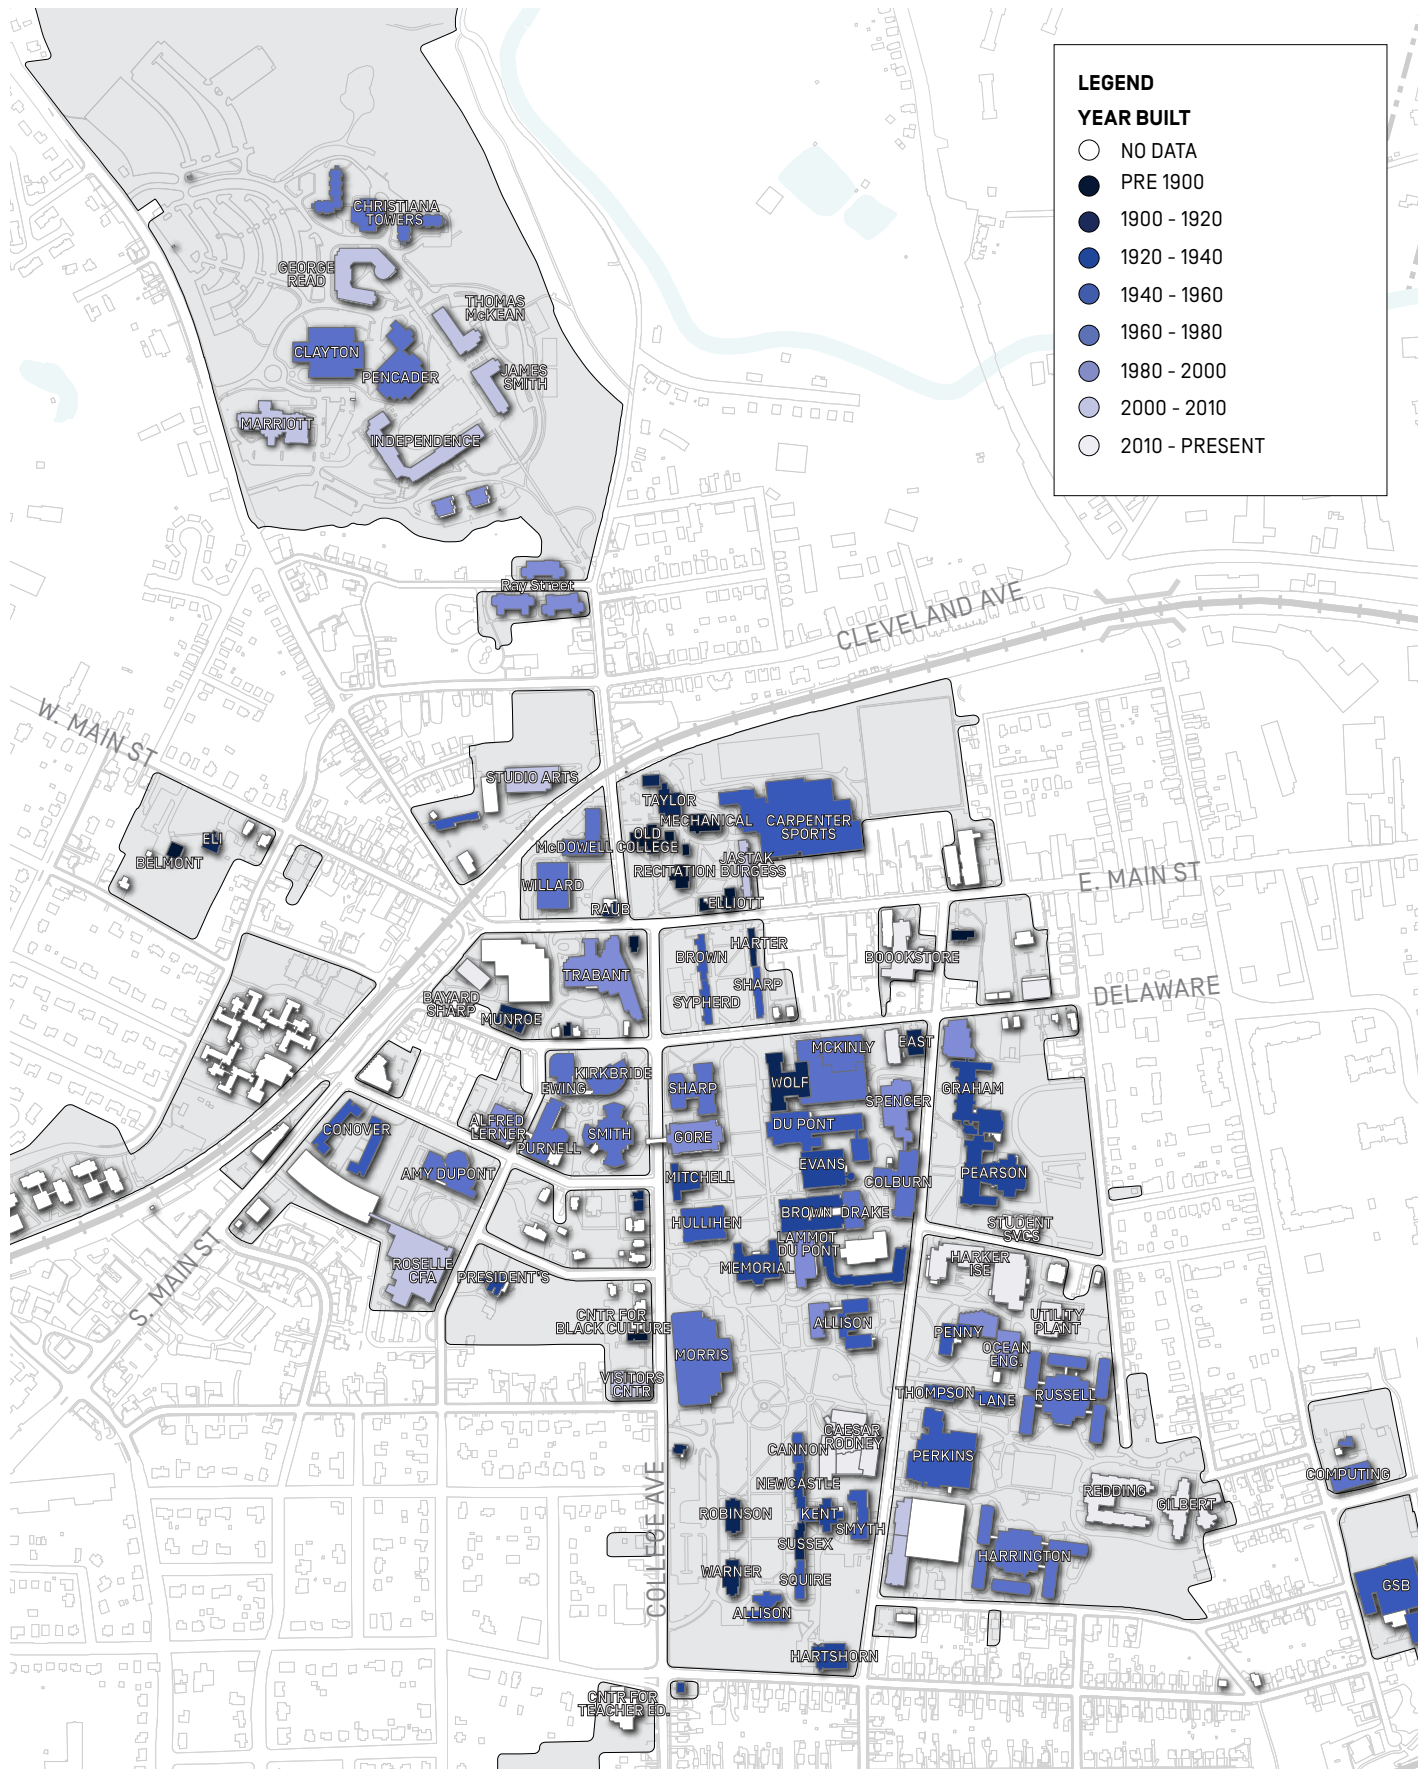 LEGEND
YEAR BUILT
NO DATA
PRE 1900
1900 - 1920
1920 - 1940
1940 - 1960
1960 - 1980
1980 - 2000
2000 - 2010
2010 - PRESENT
CHRISTIANA
TOWERS
GEORGE
READ
THOMAS
McKEAN
CLAYTON
PENCADER
JAMES
SMITH
MARRIOTT
INDEPENDENCE
Ray Street
CLEVELAND AVE
W. MAIN ST
STUDIO ARTS
TAYLOR
MECHANICAL
CARPENTER
SPORTS
OLD
McDOWELL COLLEGE
ELI
BELMONT
JASTAK
RECITATION BURGESS
E. MAIN ST
WILLARD
RAUB
ELLIOTT
BROWN
HARTER
BOOOKSTORE
TRABANT
SHARP
DELAWARE
BAYARD
SHARP
SYPHERD
MUNROE
MCKINLY
EAST
KIRKBRIDE
EWING
SHARP
WOLF
GRAHAM
SPENCER
ALFRED
LERNER
DU PONT
CONOVER
SMITH
GORE
PURNELL
EVANS
AMY DUPONT
MITCHELL
COLBURN
PEARSON
BROWN
DRAKE
HULLIHEN
STUDENT
SVCS
LAMMOT
DU PONT
HARKER
ISE
ROSELLE
CFA
PRESIDENT'S
MEMORIAL
S. MAIN ST
CNTR FOR
BLACK CULTURE
ALLISON
UTILITY
PLANT
PENNY
OCEAN
ENG.
MORRIS
VISITORS
CNTR
THOMPSON
LANE
RUSSELL
CAESAR
RODNEY
CANNON
PERKINS
COMPUTING
NEWCASTLE
REDDING
GILBERT
COLLEGE AVE
ROBINSON
KENT
SMYTH
SUSSEX
HARRINGTON
WARNER
SQUIRE
GSB
ALLISON
HARTSHORN
CNTR FOR
TEACHER ED.